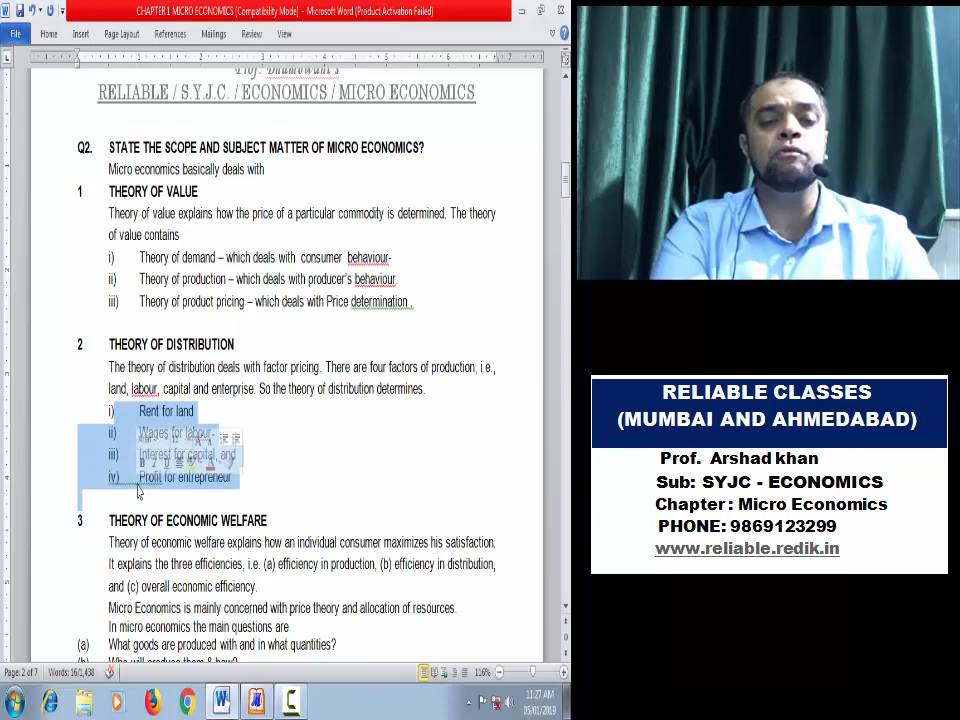 CHAPTER1 MICRO ECONOMICS [Compatibility Mode] - Microsoft Word (Product Activation Failed)
File Home Insert Page Layout References Mailings Review View
RELIABLE / S.Y.J.C. / ECONOMICS / MICRO ECONOMICS
Q2. STATE THE SCOPE AND SUBJECT MATTER OF MICRO ECONOMICS?
Micro economics basically deals with
1 THEORY OF VALUE
Theory of value explains how the price of a particular commodity is determined. The theory
of value contains
i) Theory of demand – which deals with consumer behaviour-
ii) Theory of production – which deals with producer's behaviour.
iii) Theory of product pricing – which deals with Price determination .
2 THEORY OF DISTRIBUTION
The theory of distribution deals with factor pricing. There are four factors of production, i.e.,
land, labour, capital and enterprise. So the theory of distribution determines.
i) Rent for land
ii) Wages for labour
iii) Interest for capital, and
iv) Profit for entrepreneur
3 THEORY OF ECONOMIC WELFARE
Theory of economic welfare explains how an individual consumer maximizes his satisfaction.
It explains the three efficiencies, i.e. (a) efficiency in production, (b) efficiency in distribution,
and (c) overall economic efficiency.
Micro Economics is mainly concerned with price theory and allocation of resources.
In micro economics the main questions are
(a) What goods are produced with and in what quantities?
(b) Who will produce them & how?
Page: 2 of 7 Words: 16/1,438 116%
11:27 AM
05/01/2019
RELIABLE CLASSES
(MUMBAI AND AHMEDABAD)
Prof. Arshad khan
Sub: SYJC - ECONOMICS
Chapter : Micro Economics
PHONE: 9869123299
www.reliable.redik.in